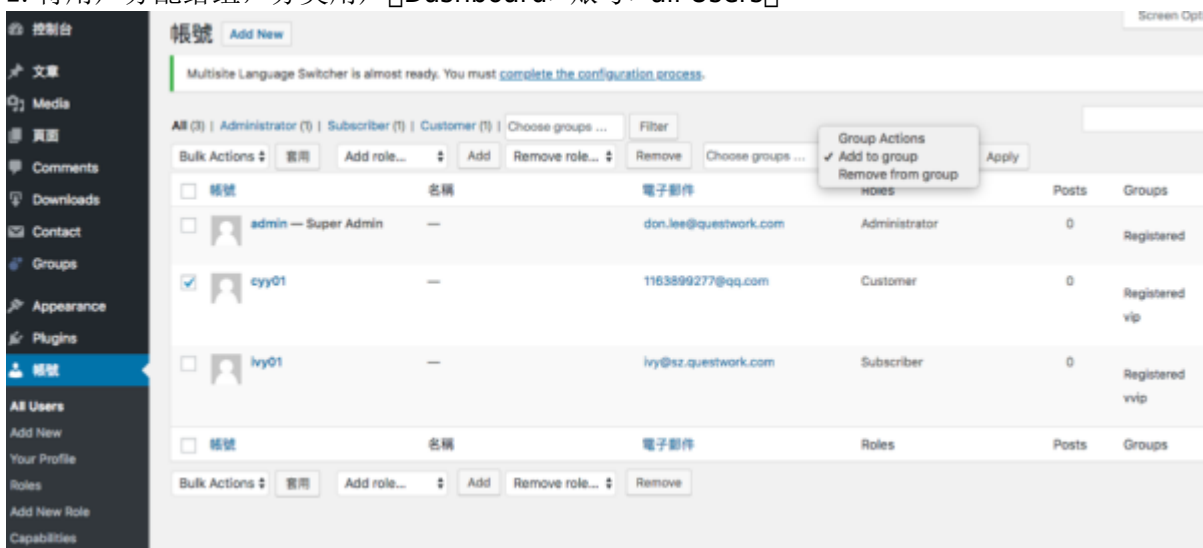 Screen Opti
控制台
帳號 Add New
文章
Multisite Language Switcher is almost ready. You must complete the configuration process.
Media
All (3) | Administrator (1) | Subscriber (1) | Customer (1) | Choose groups ... Filter
頁面
Group Actions
Bulk Actions 套用 Add role... Add Remove role... Remove Choose groups ... ✓ Add to group Apply
Comments
Remove from group
帳號 名稱 電子郵件 Roles Posts Groups
Downloads
admin — Super Admin — don.lee@questwork.com Administrator 0 Registered
Contact
Groups
cyy01 — 1163899277@qq.com Customer 0 Registered
vip
Appearance
Plugins
帳號
ivy01 — ivy@sz.questwork.com Subscriber 0 Registered
vvip
All Users
Add New
帳號 名稱 電子郵件 Roles Posts Groups
Your Profile
Roles
Bulk Actions 套用 Add role... Add Remove role... Remove
Add New Role
Capabilities